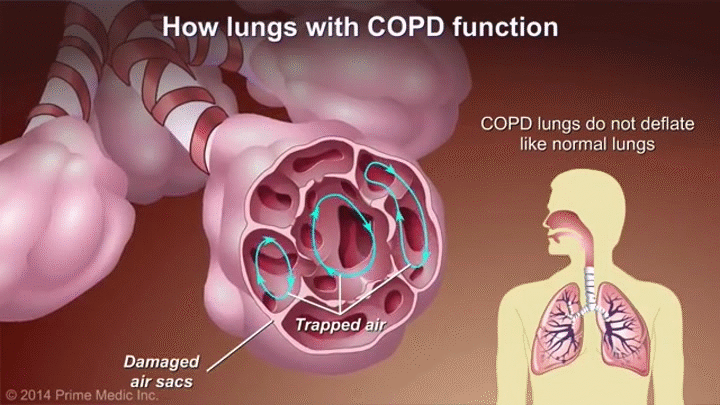 How lungs with COPD function
COPD lungs do not deflate
like normal lungs
Trapped air
Damaged
air sacs
© 2014 Prime Medic Inc.